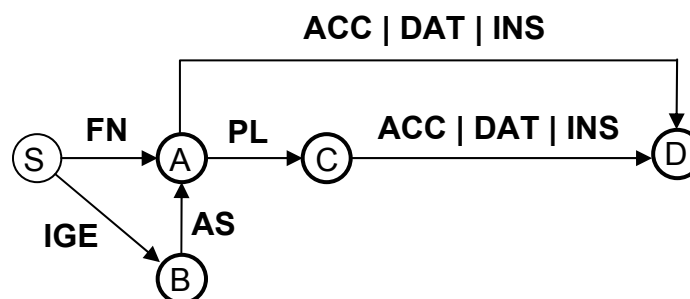 ACC | DAT | INS
FN
PL
ACC | DAT | INS
S
A
C
D
IGE
AS
B